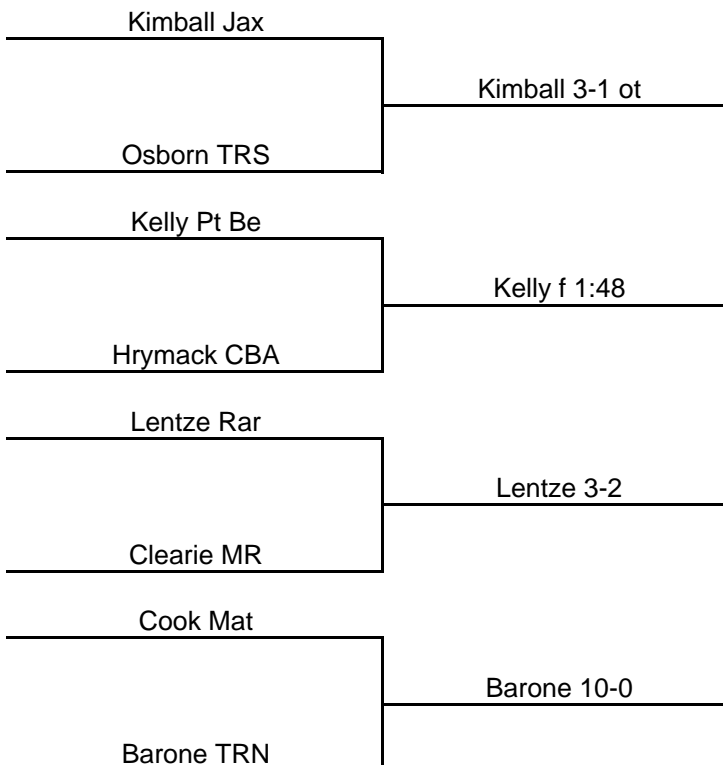 Kimball Jax
Kimball 3-1 ot
Osborn TRS
Kelly Pt Be
Kelly f 1:48
Hrymack CBA
Lentze Rar
Lentze 3-2
Clearie MR
Cook Mat
Barone 10-0
Barone TRN